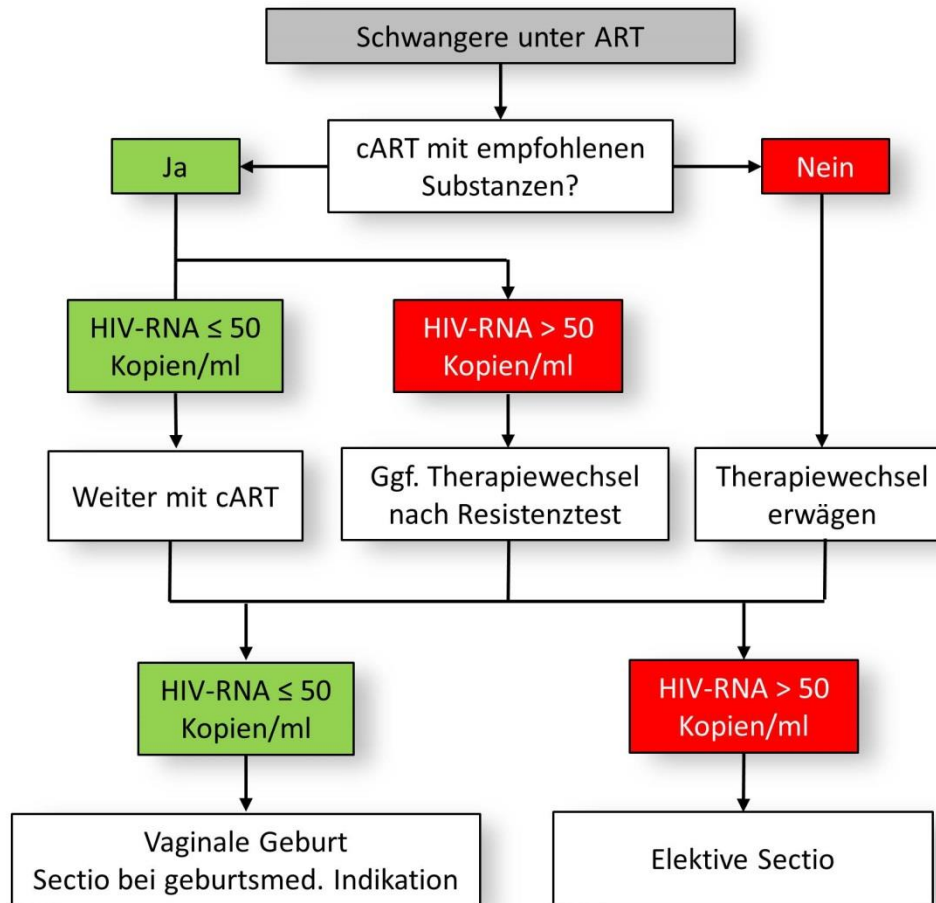 Schwangere unter ART
cART mit empfohlenen
Substanzen?
Ja
Nein
HIV-RNA ≤ 50
Kopien/ml
HIV-RNA > 50
Kopien/ml
Weiter mit cART
Ggf. Therapiewechsel
nach Resistenztest
Therapiewechsel
erwägen
HIV-RNA ≤ 50
Kopien/ml
HIV-RNA > 50
Kopien/ml
Vaginale Geburt
Sectio bei geburtsmed. Indikation
Elektive Sectio